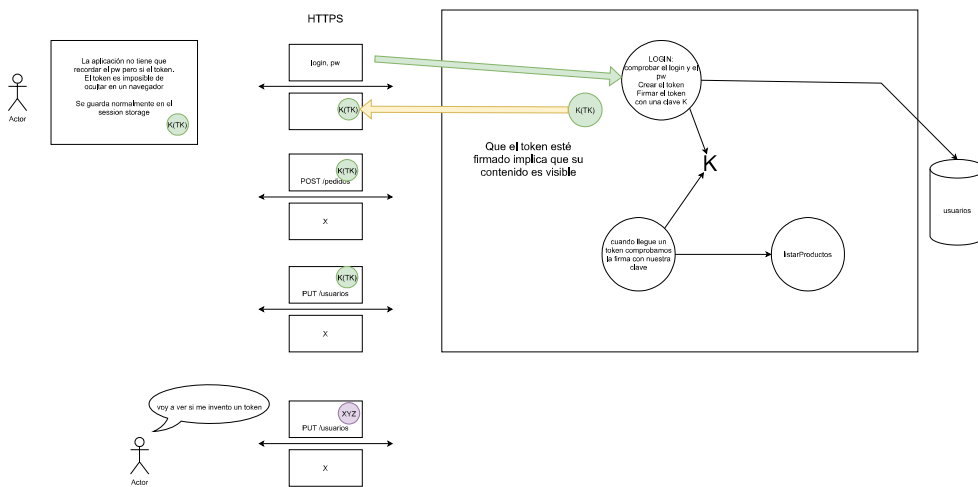 HTTPS
La aplicación no tiene que
recordar el pw pero si el token.
El token es imposible de
ocultar en un navegador
Se guarda normalmente en el
session storage
K(TK)
Actor
login, pw
K(TK)
K(TK)
LOGIN:
comprobar el login y el
pw
Crear el token
Firmar el token
con una clave K
Que el token esté
firmado implica que su
contenido es visible
K
usuarios
K(TK)
POST /pedidos
X
cuando llegue un
token comprobamos
la firma con nuestra
clave
listarProductos
K(TK)
PUT /usuarios
X
voy a ver si me invento un token
Actor
XYZ
PUT /usuarios
X